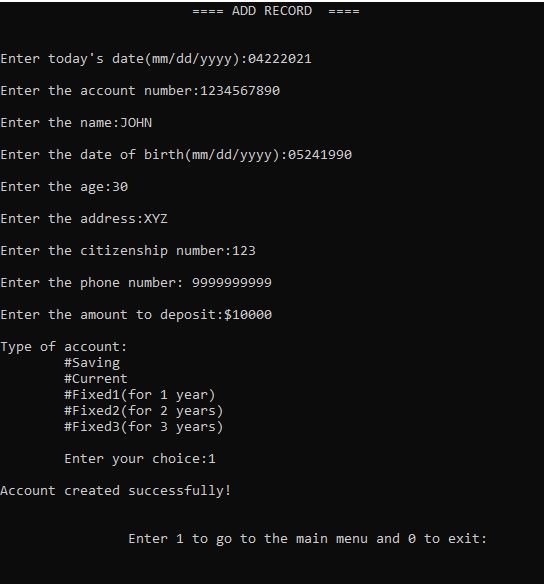 ==== ADD RECORD  ====
Enter today's date(mm/dd/yyyy):04222021
Enter the account number:1234567890
Enter the name:JOHN
Enter the date of birth(mm/dd/yyyy):05241990
Enter the age:30
Enter the address:XYZ
Enter the citizenship number:123
Enter the phone number: 9999999999
Enter the amount to deposit:$10000
Type of account:
#Saving
#Current
#Fixed1(for 1 year)
#Fixed2(for 2 years)
#Fixed3(for 3 years)
Enter your choice:1
Account created successfully!
Enter 1 to go to the main menu and 0 to exit: